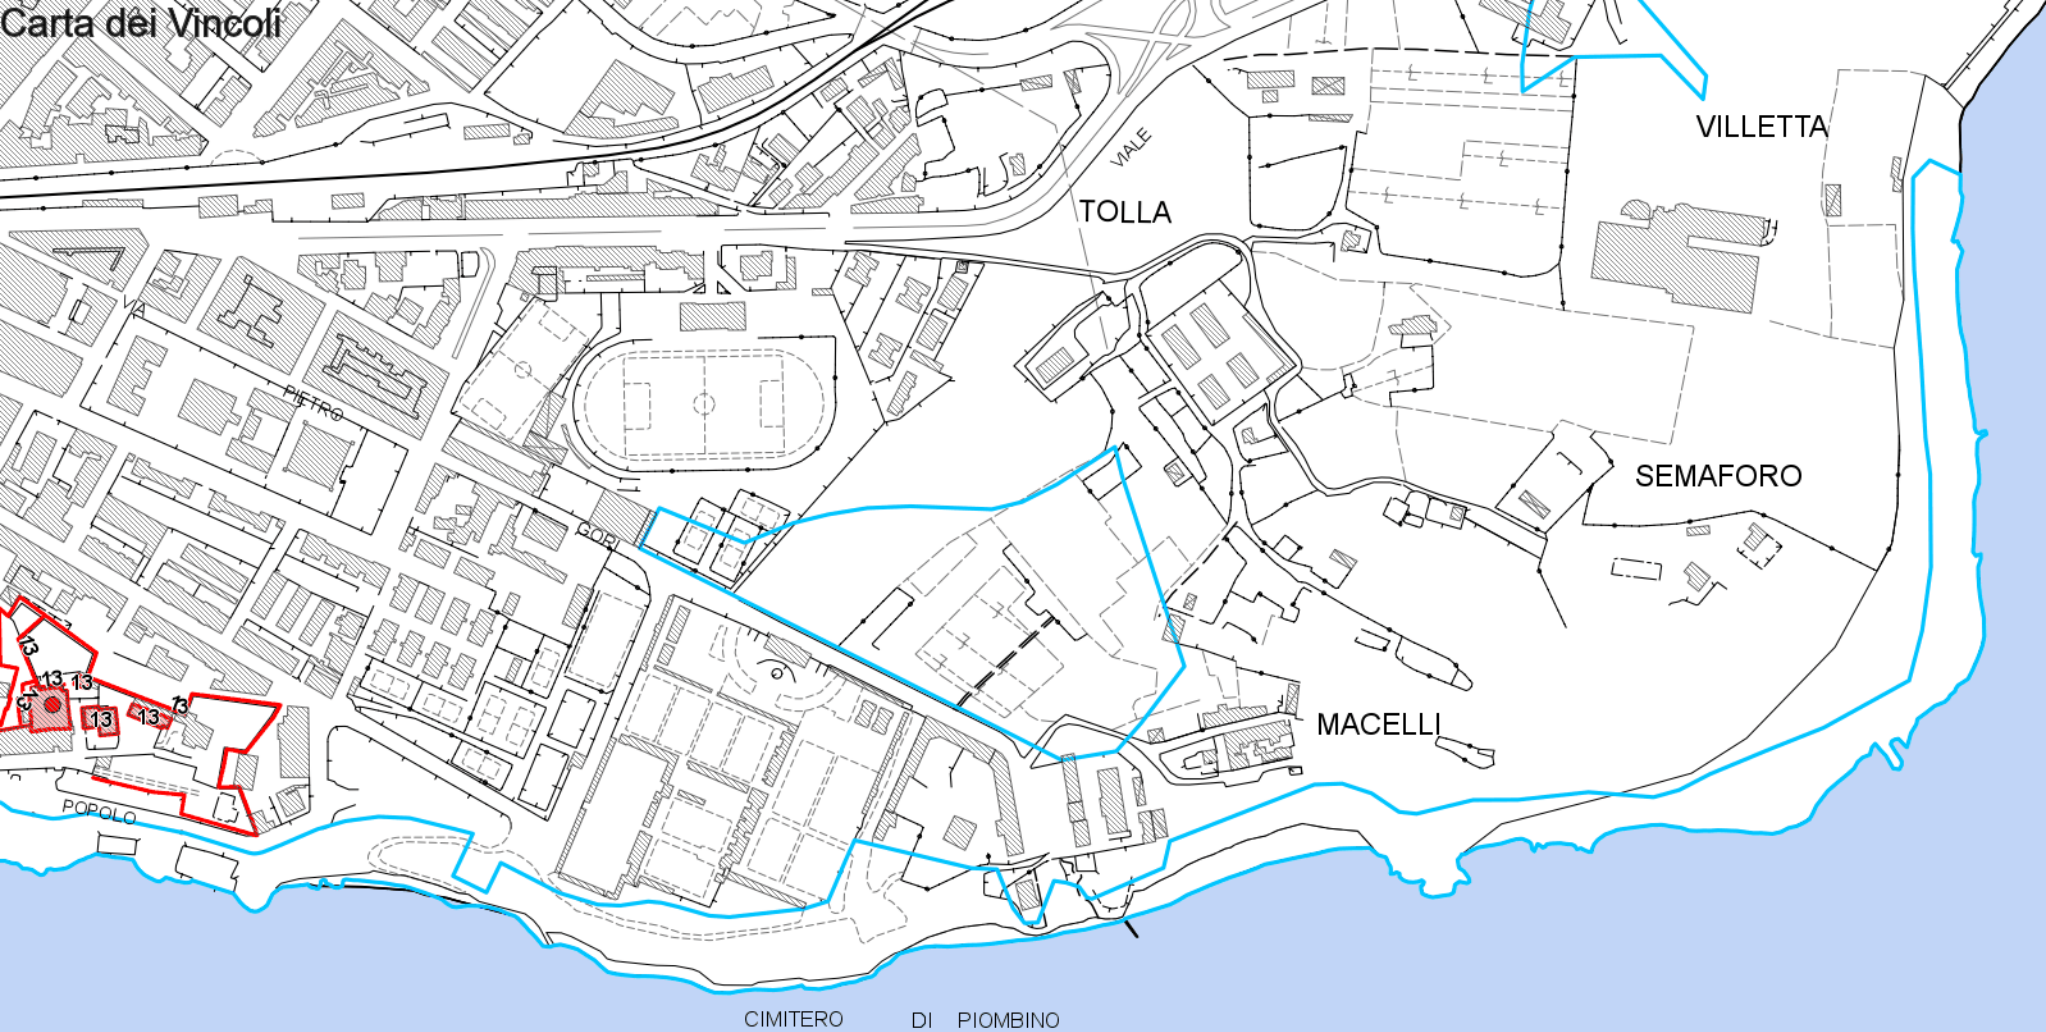 Carta dei Vincoli
VILLETTA
VIALE
TOLLA
VIA
PIETRO
SEMAFORO
GORI
13
13
13
13
13
13
13
MACELLI
POPOLO
CIMITERO DI PIOMBINO